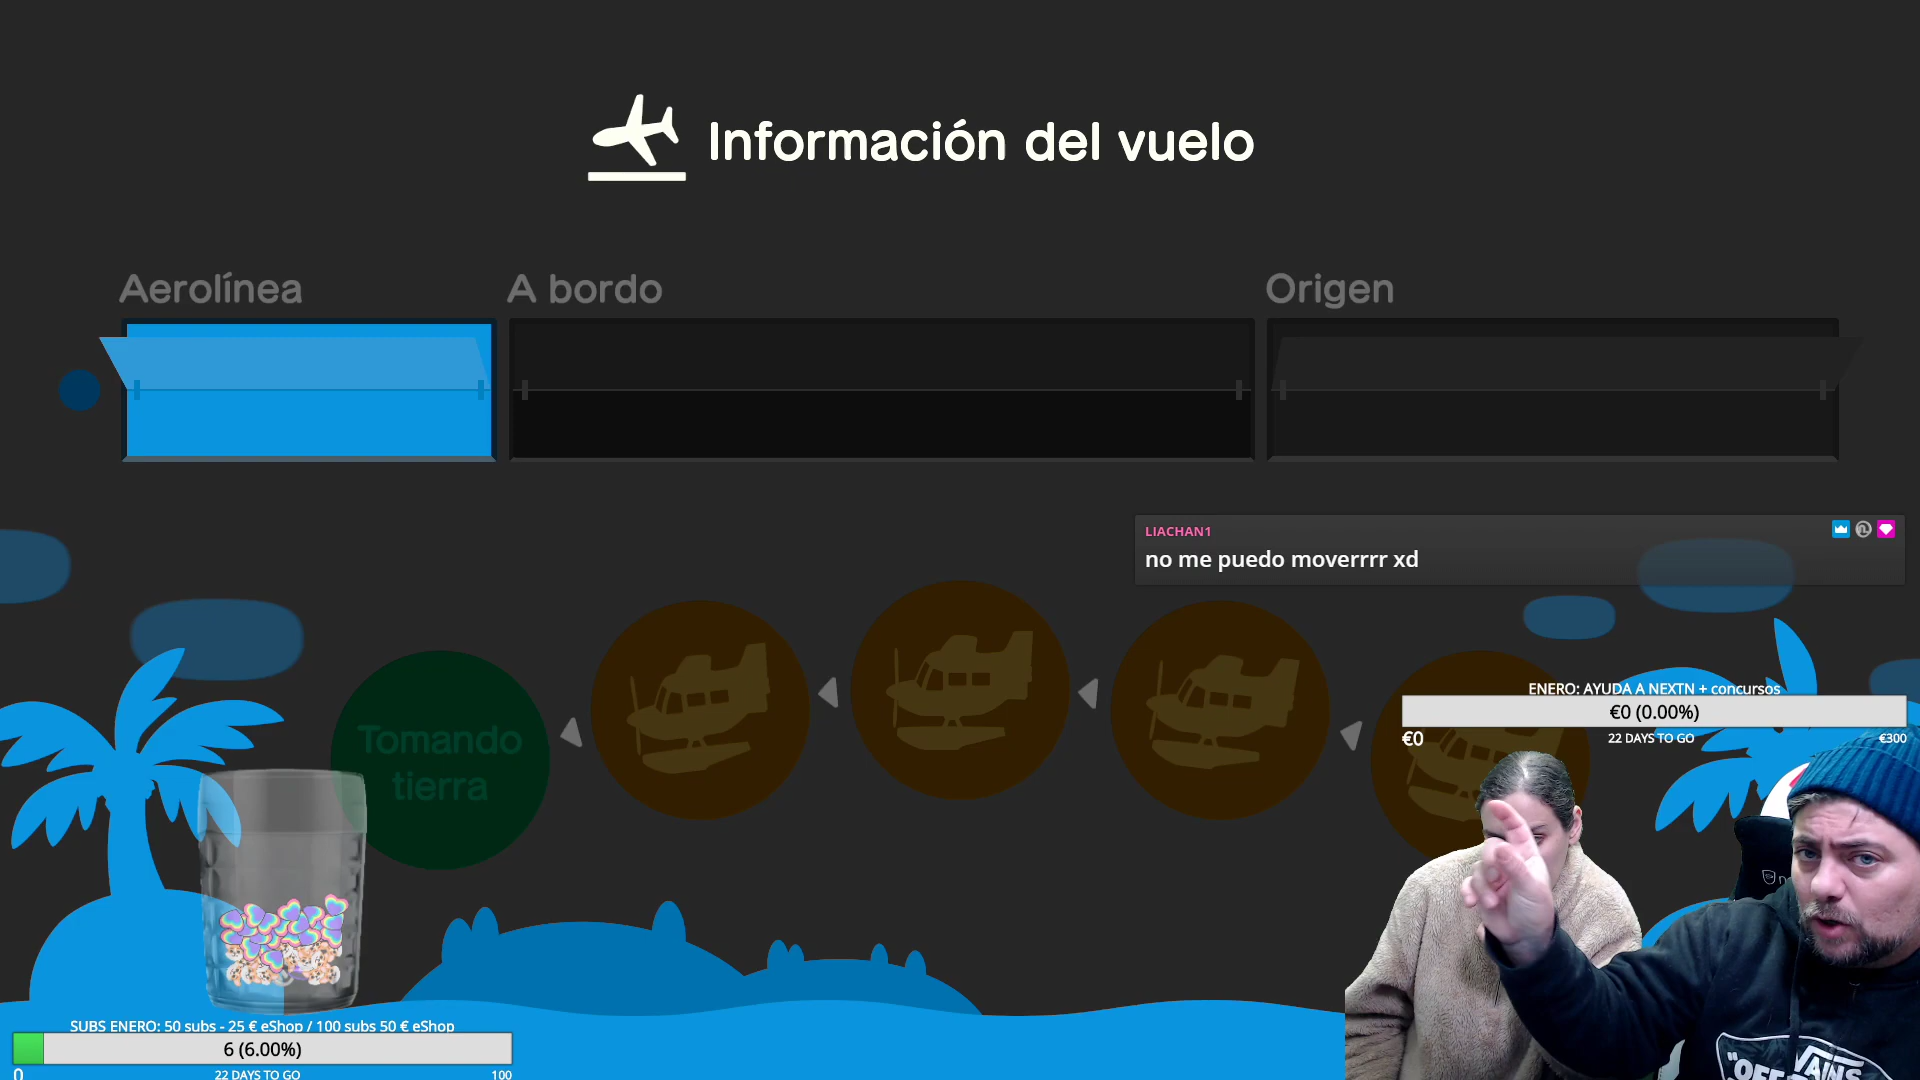 Información del vuelo
Aerolínea
A bordo
Origen
LIACHAN1
no me puedo moverrrr xd
Tomando
tierra
ENERO: AYUDA A NEXTN + concursos
€0 (0.00%)
€0
22 DAYS TO GO
€300
SUBS ENERO: 50 subs - 25 € eShop / 100 subs 50 € eShop
6 (6.00%)
0
22 DAYS TO GO
100
VANS
"OFF